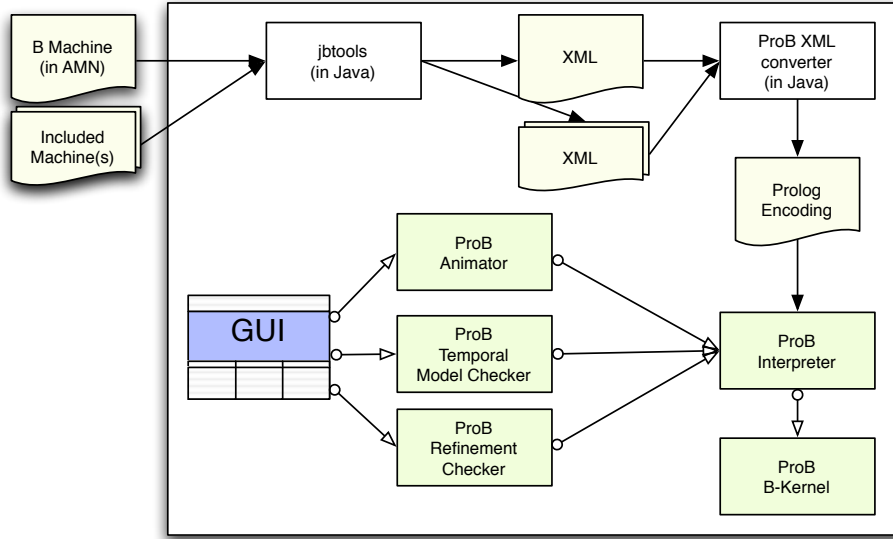 B Machine
(in AMN)
jbtools
(in Java)
XML
ProB XML
converter
(in Java)
Included
Machine(s)
XML
Prolog
Encoding
ProB
Animator
GUI
ProB
Temporal
Model Checker
ProB
Interpreter
ProB
Refinement
Checker
ProB
B-Kernel